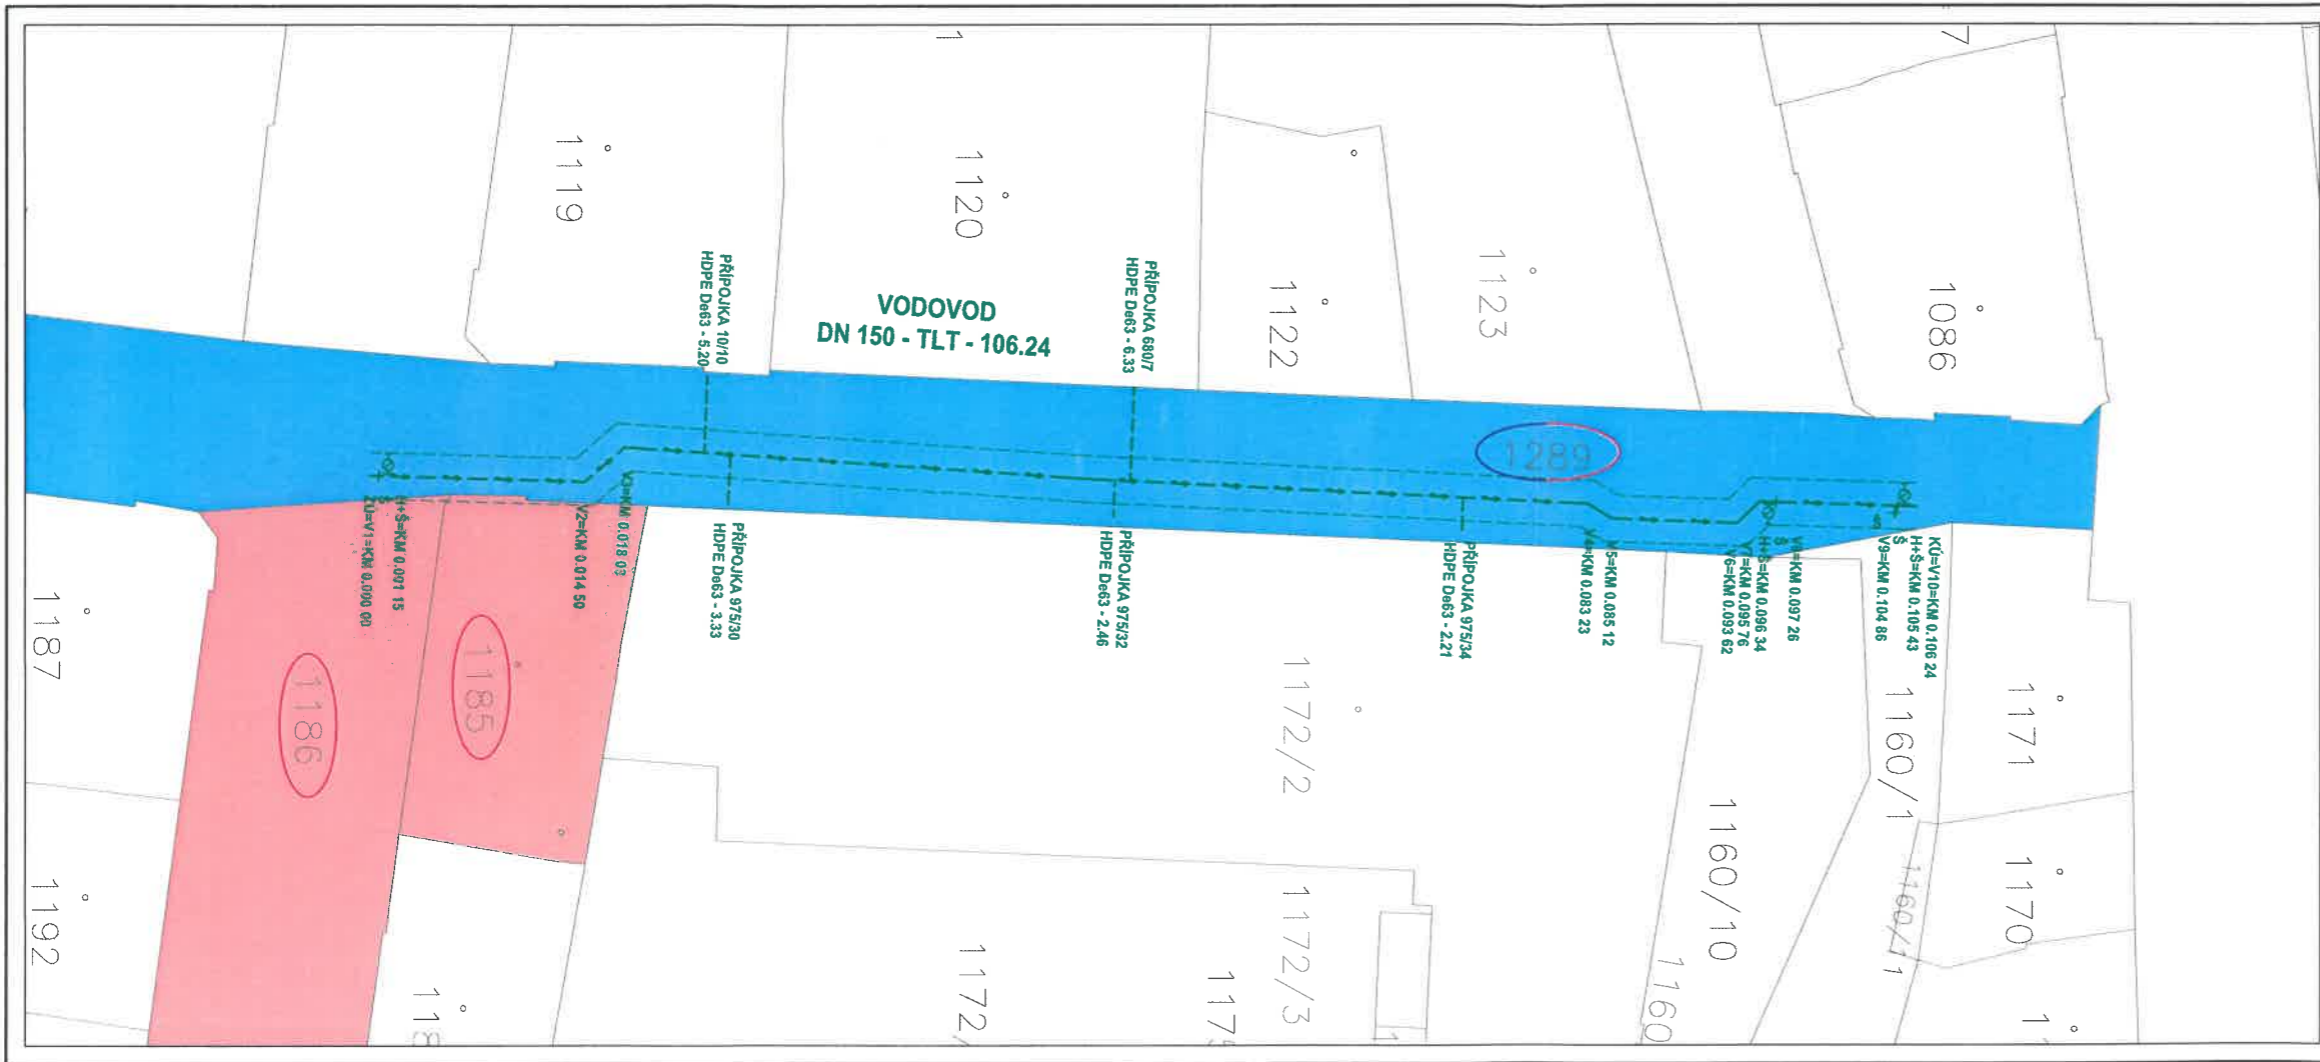 1119
1120
1122
1123
1086
PŘÍPOJKA 10/10
HDPE De63 - 5.20
VODOVOD
DN 150 - TLT - 106.24
PŘÍPOJKA 680/7
HDPE De63 - 6.33
1289
ZÚ=V1=KM 0.000 00
H+Š=KM 0.001 15
V2=KM 0.014 50
V3=KM 0.018 03
PŘÍPOJKA 975/30
HDPE De63 - 3.33
PŘÍPOJKA 975/32
HDPE De63 - 2.46
PŘÍPOJKA 975/34
HDPE De63 - 2.21
V4=KM 0.083 23
V5=KM 0.085 12
V6=KM 0.093 62
V7=KM 0.095 76
H+Š=KM 0.096 34
Š
V8=KM 0.097 26
V9=KM 0.104 86
Š
H+Š=KM 0.105 43
KÚ=V10=KM 0.106 24
1187
1186
1185
1172/2
1160/1
1171
1160/10
1170
1160/11
1192
1172/3
1172/
1160